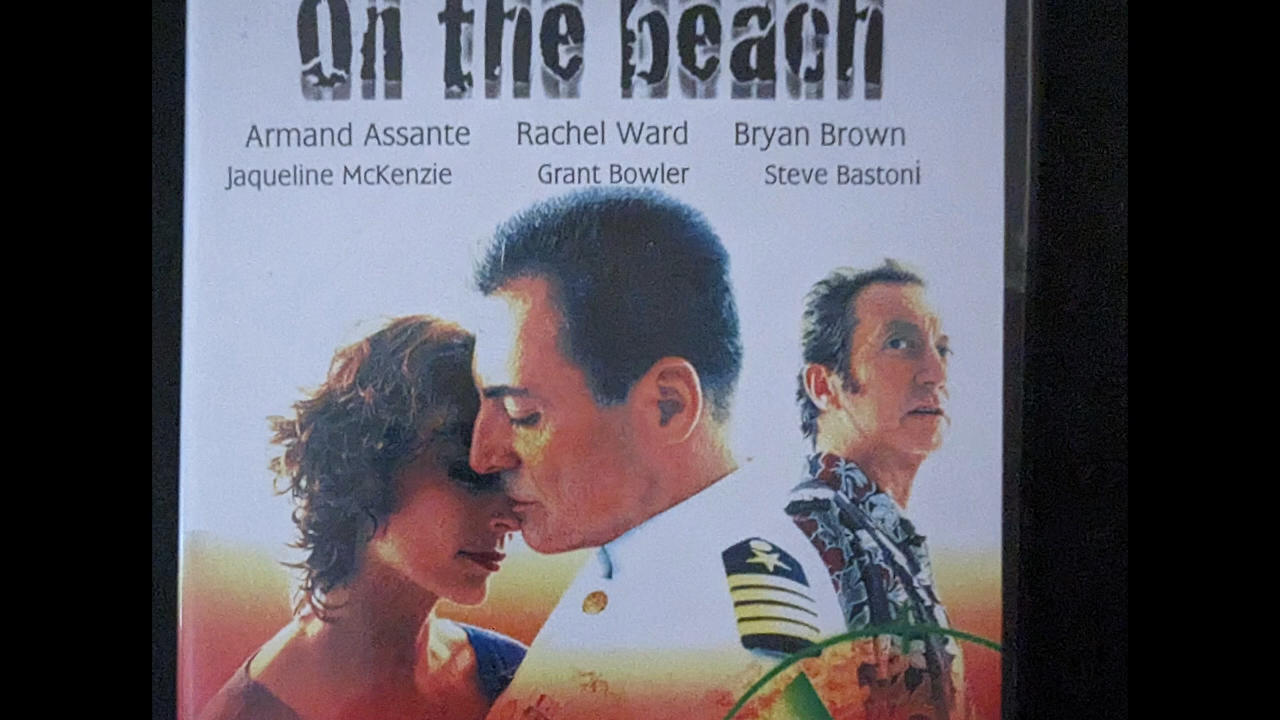 On the beach
Armand Assante Rachel Ward Bryan Brown
Jaqueline McKenzie Grant Bowler Steve Bastoni